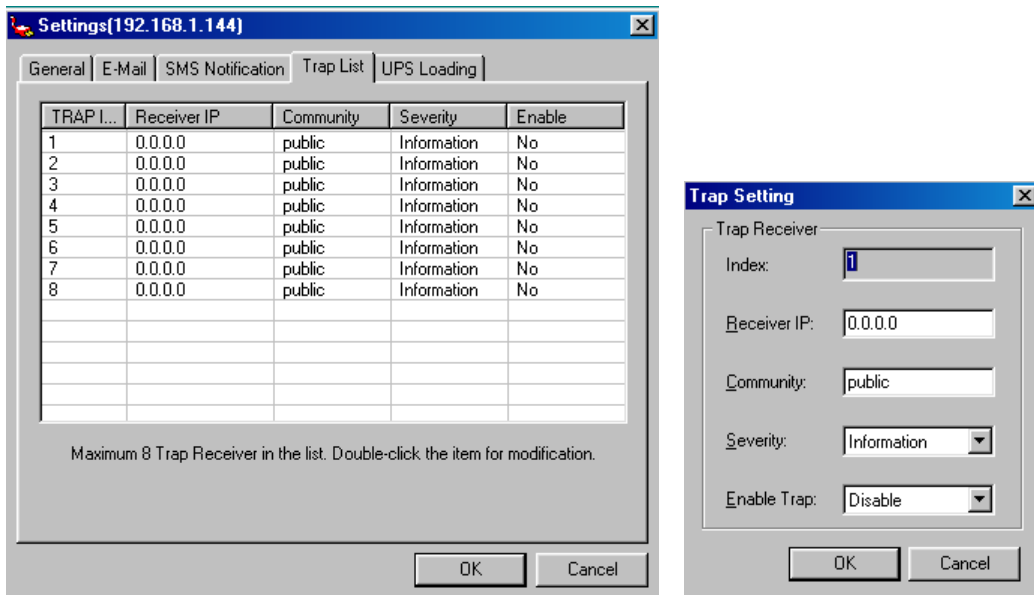 Settings(192.168.1.144)
General E-Mail SMS Notification Trap List UPS Loading
TRAP I... Receiver IP Community Severity Enable
1 0.0.0.0 public Information No
2 0.0.0.0 public Information No
3 0.0.0.0 public Information No
4 0.0.0.0 public Information No
5 0.0.0.0 public Information No
6 0.0.0.0 public Information No
7 0.0.0.0 public Information No
8 0.0.0.0 public Information No
Maximum 8 Trap Receiver in the list. Double-click the item for modification.
OK Cancel
Trap Setting
Trap Receiver
Index: 1
Receiver IP: 0.0.0.0
Community: public
Severity: Information
Enable Trap: Disable
OK Cancel